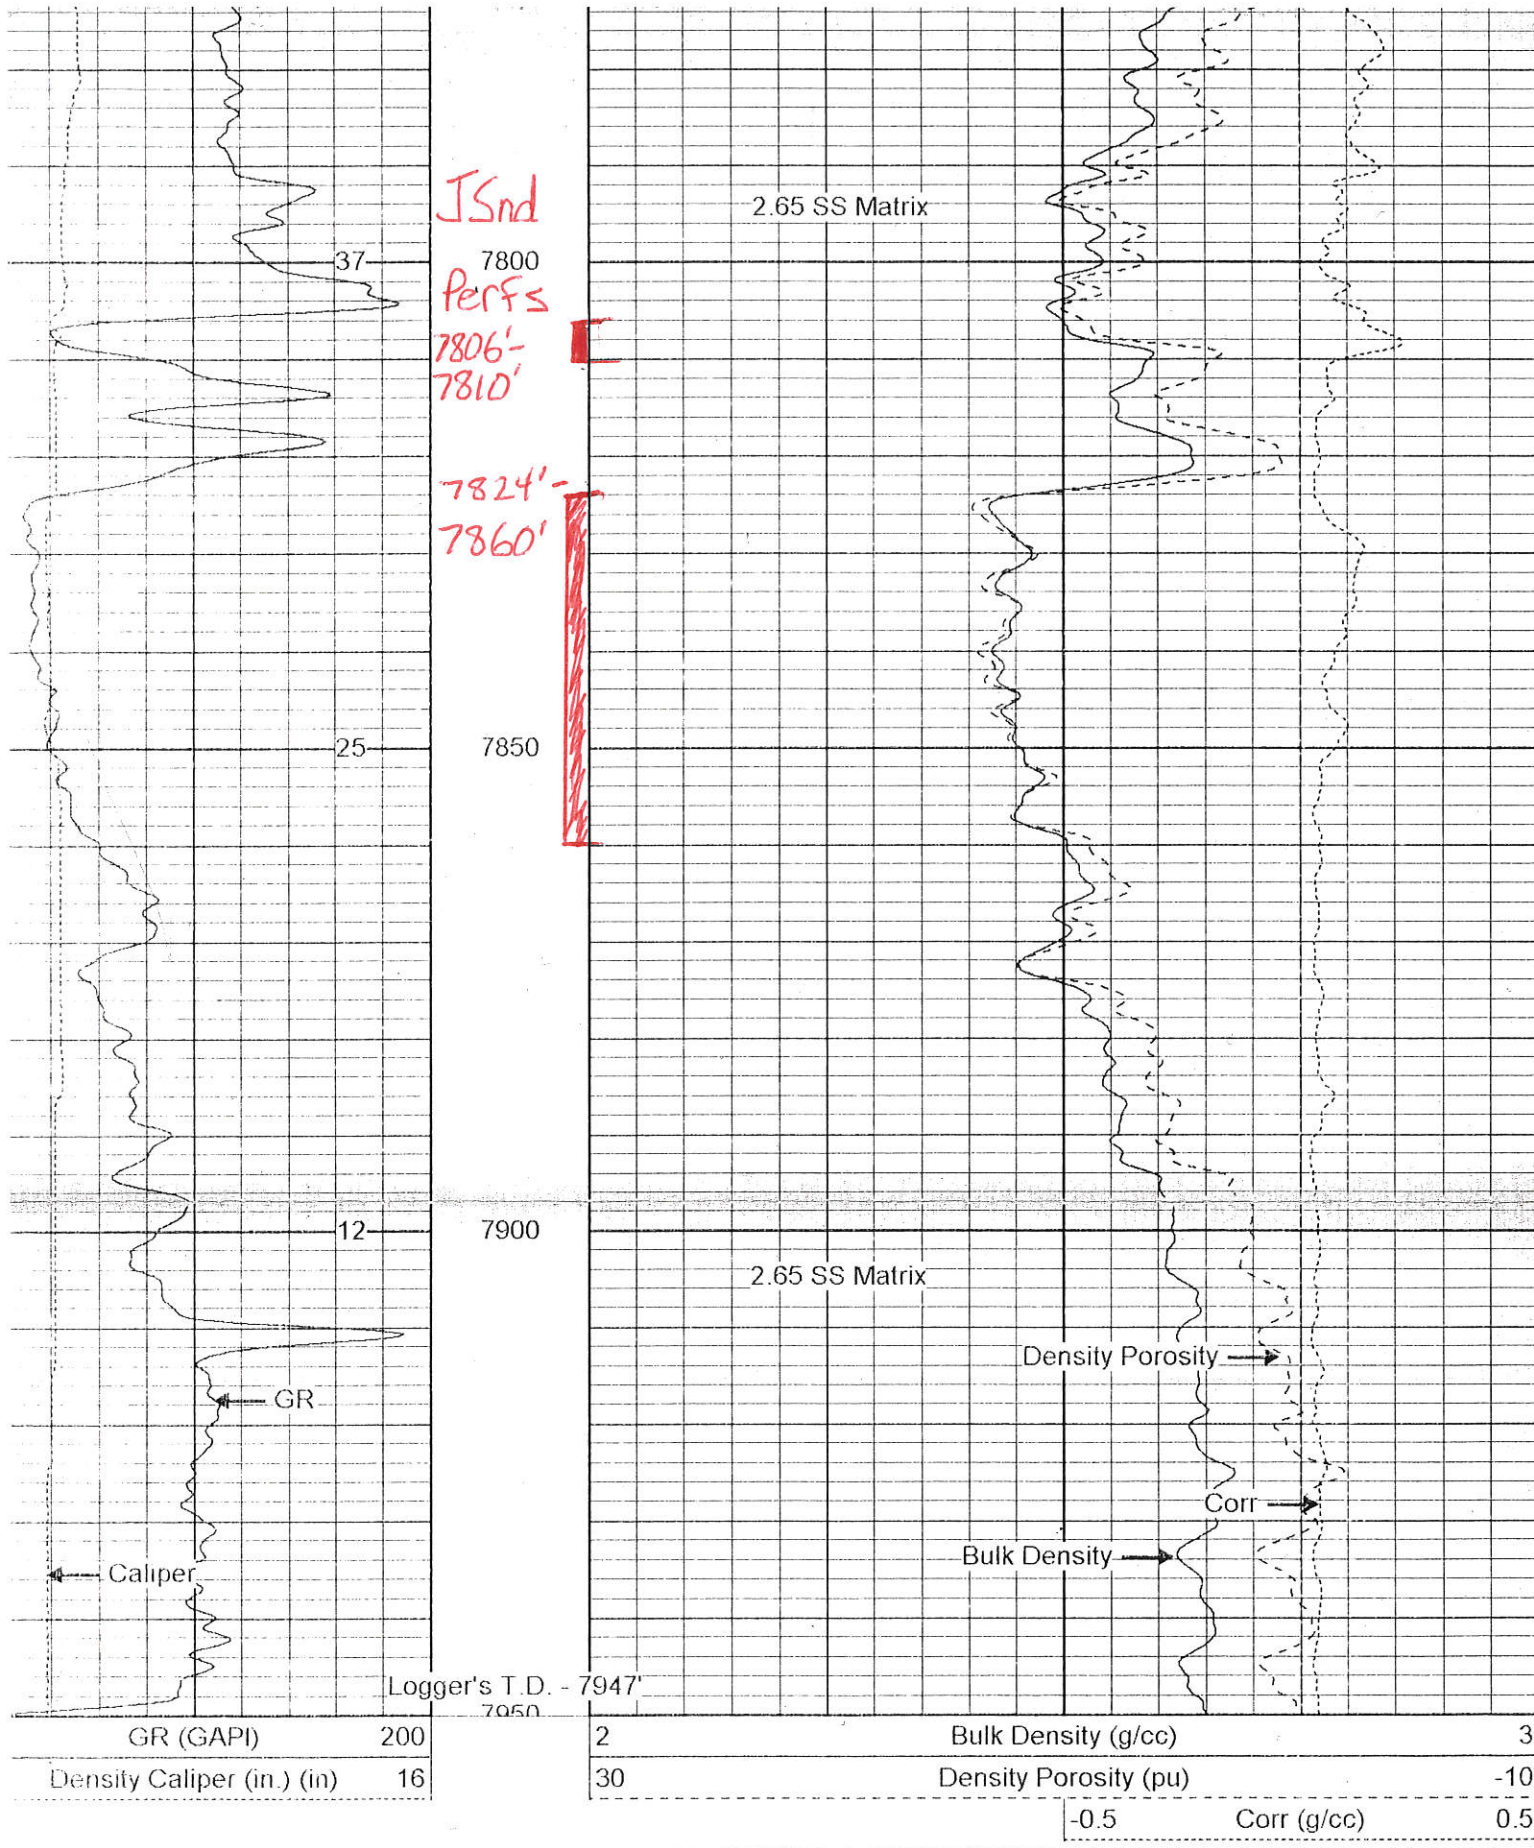 JSnd
2.65 SS Matrix
37
7800
Perfs
7806'-
7810'
7824'-
7860'
25
7850
12
7900
2.65 SS Matrix
Density Porosity
GR
Corr
Bulk Density
Caliper
Logger's T.D. - 7947'
7950
GR (GAPI) 200 2 Bulk Density (g/cc) 3
Density Caliper (in.) (in) 16 30 Density Porosity (pu) -10
-0.5 Corr (g/cc) 0.5